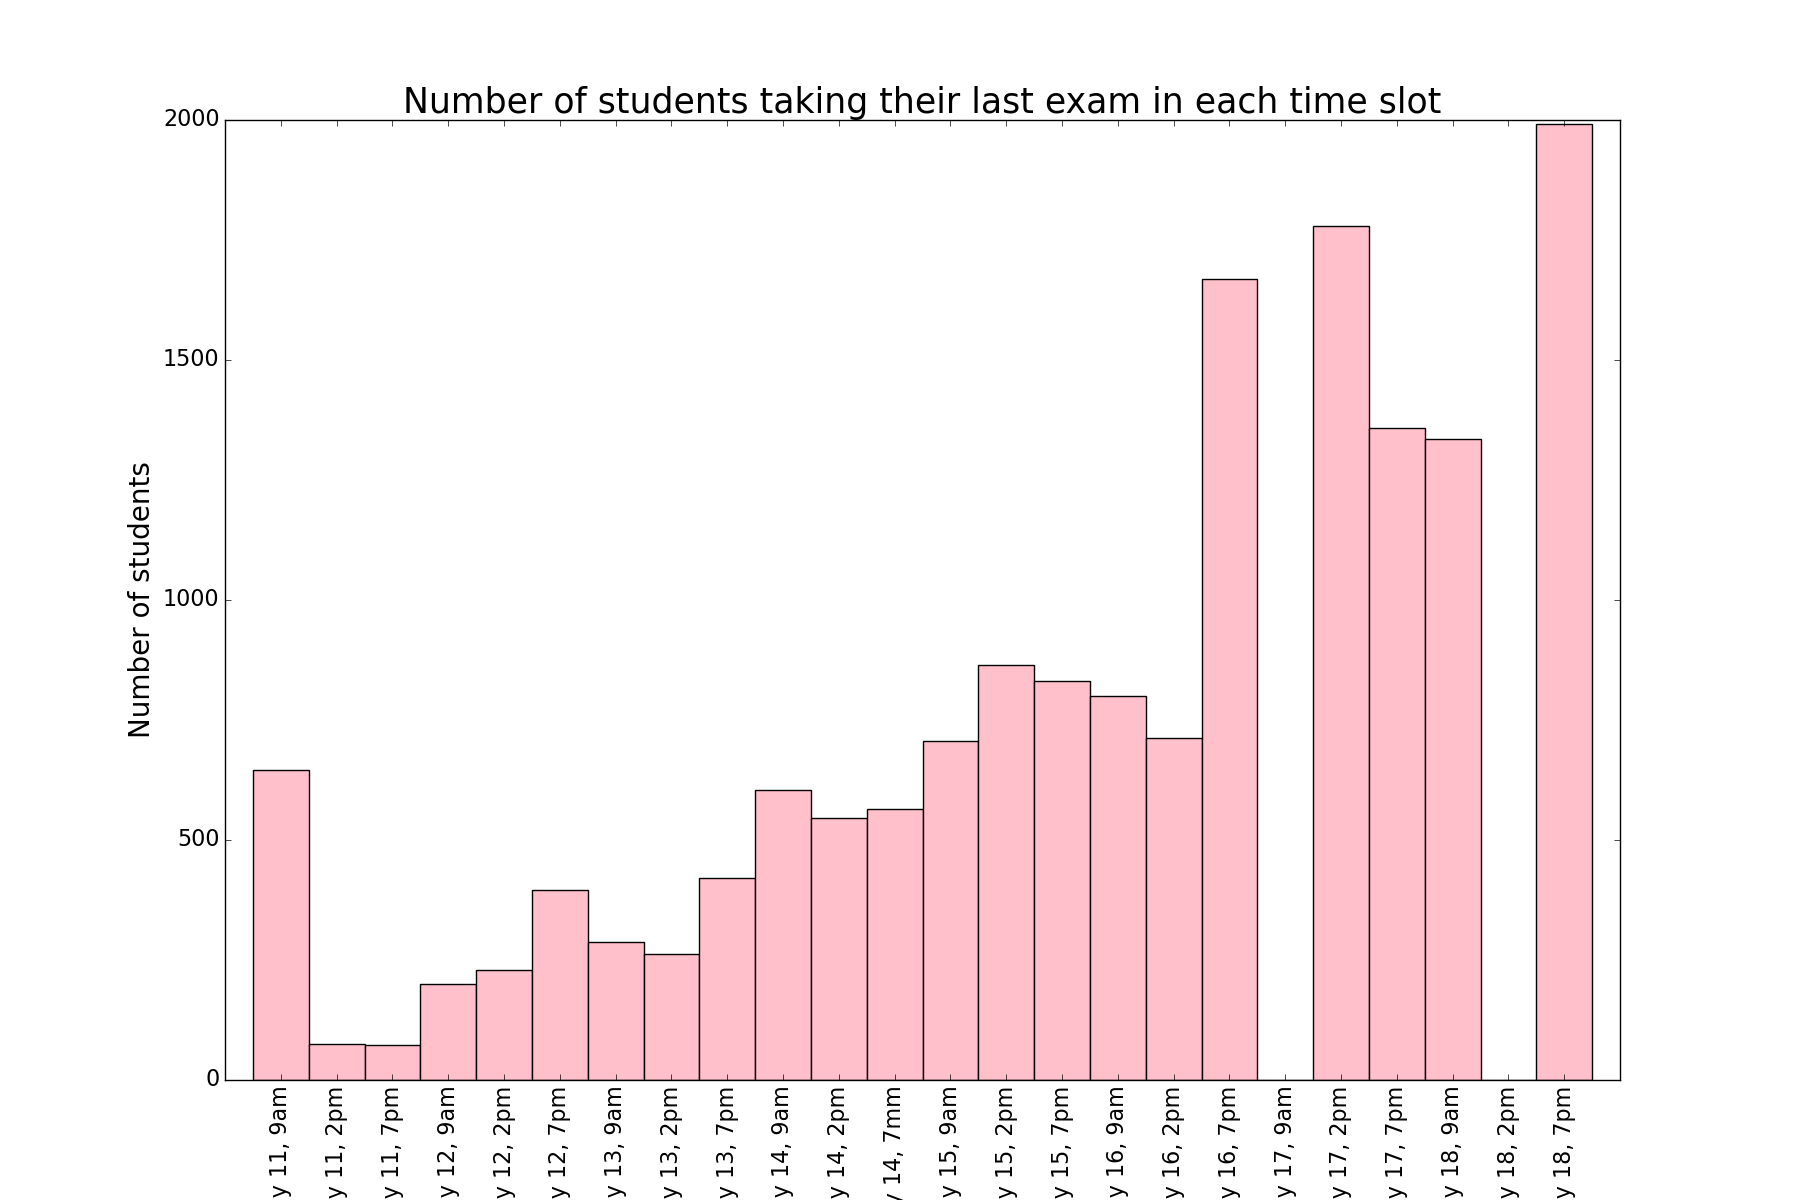 Number of students taking their last exam in each time slot
Number of students
2000
1500
1000
500
0
y 11, 9am
y 11, 2pm
y 11, 7pm
y 12, 9am
y 12, 2pm
y 12, 7pm
y 13, 9am
y 13, 2pm
y 13, 7pm
y 14, 9am
y 14, 2pm
y 14, 7mm
y 15, 9am
y 15, 2pm
y 15, 7pm
y 16, 9am
y 16, 2pm
y 16, 7pm
y 17, 9am
y 17, 2pm
y 17, 7pm
y 18, 9am
y 18, 2pm
y 18, 7pm